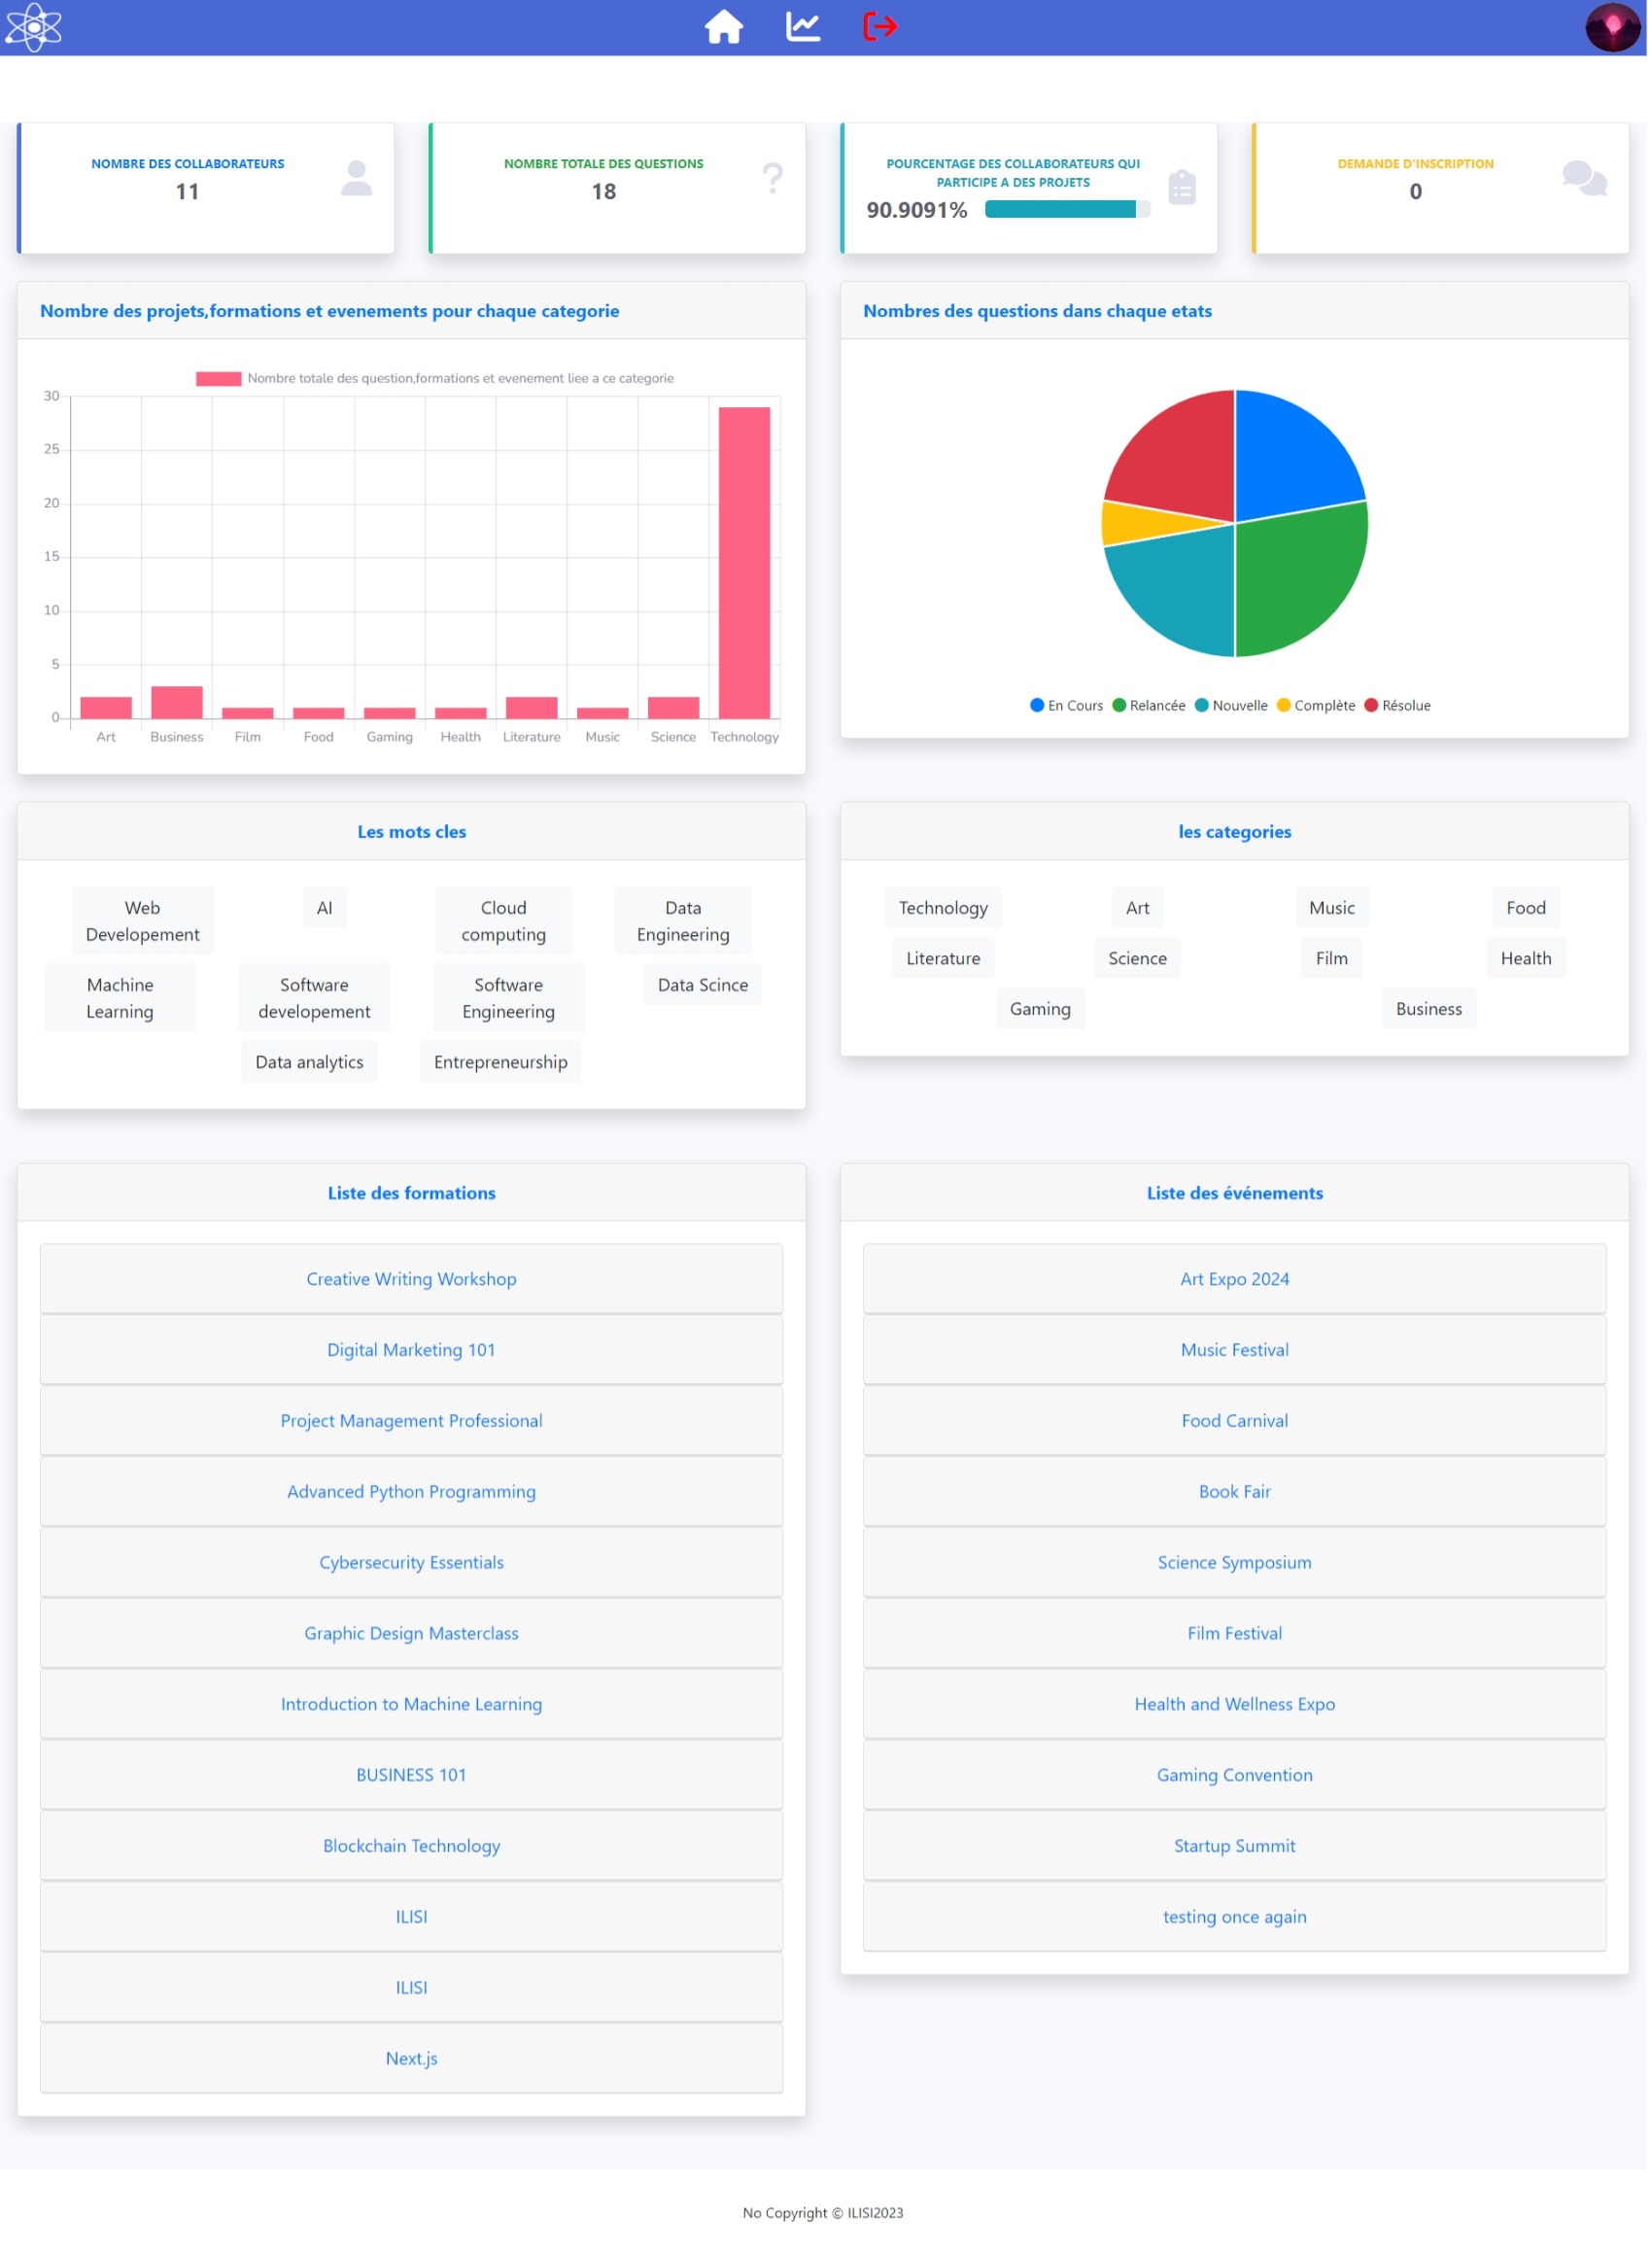 NOMBRE DES COLLABORATEURS
11
NOMBRE TOTALE DES QUESTIONS
18
POURCENTAGE DES COLLABORATEURS QUI
PARTICIPE A DES PROJETS
90.9091%
DEMANDE D'INSCRIPTION
0
Nombre des projets,formations et evenements pour chaque categorie
Nombre totale des question,formations et evenement liee a ce categorie
30
25
20
15
10
5
0
Art Business Film Food Gaming Health Literature Music Science Technology
Nombres des questions dans chaque etats
En Cours Relancée Nouvelle Complète Résolue
Les mots cles
Web
Developement
AI
Cloud
computing
Data
Engineering
Machine
Learning
Software
developement
Software
Engineering
Data Scince
Data analytics
Entrepreneurship
les categories
Technology Art Music Food
Literature Science Film Health
Gaming Business
Liste des formations
Creative Writing Workshop
Digital Marketing 101
Project Management Professional
Advanced Python Programming
Cybersecurity Essentials
Graphic Design Masterclass
Introduction to Machine Learning
BUSINESS 101
Blockchain Technology
ILISI
ILISI
Next.js
Liste des événements
Art Expo 2024
Music Festival
Food Carnival
Book Fair
Science Symposium
Film Festival
Health and Wellness Expo
Gaming Convention
Startup Summit
testing once again
No Copyright © ILISI2023